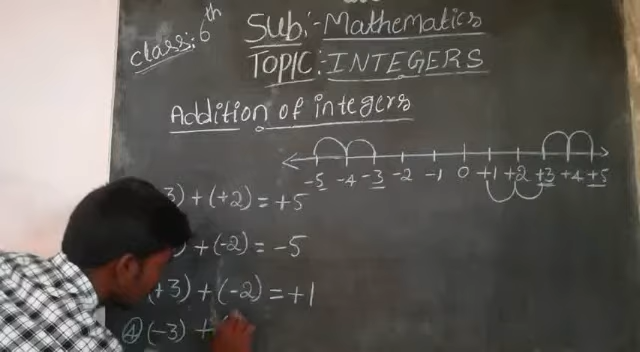 class:- 6th
Sub:- Mathematics
TOPIC:- INTEGERS
Addition of integers
-5 -4 -3 -2 -1 0 +1 +2 +3 +4 +5
3) + (+2) = +5
) + (-2) = -5
(+3) + (-2) = +1
④ (-3) +